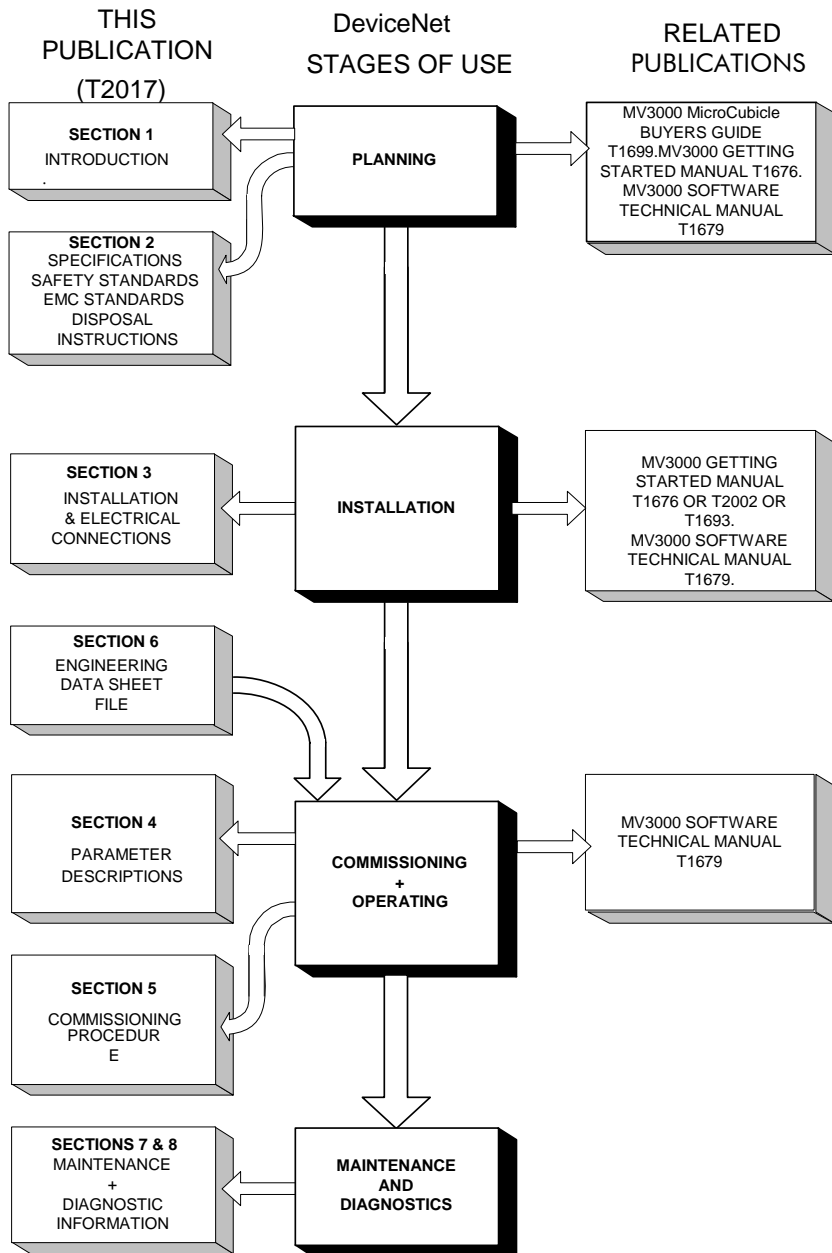 THIS
PUBLICATION
(T2017)
DeviceNet
STAGES OF USE
RELATED
PUBLICATIONS
SECTION 1
INTRODUCTION
.
PLANNING
MV3000 MicroCubicle
BUYERS GUIDE
T1699.MV3000 GETTING
STARTED MANUAL T1676.
MV3000 SOFTWARE
TECHNICAL MANUAL
T1679
SECTION 2
SPECIFICATIONS
SAFETY STANDARDS
EMC STANDARDS
DISPOSAL
INSTRUCTIONS
SECTION 3
INSTALLATION
& ELECTRICAL
CONNECTIONS
INSTALLATION
MV3000 GETTING
STARTED MANUAL
T1676 OR T2002 OR
T1693.
MV3000 SOFTWARE
TECHNICAL MANUAL
T1679.
SECTION 6
ENGINEERING
DATA SHEET
FILE
SECTION 4
PARAMETER
DESCRIPTIONS
COMMISSIONING
+
OPERATING
MV3000 SOFTWARE
TECHNICAL MANUAL
T1679
SECTION 5
COMMISSIONING
PROCEDUR
E
SECTIONS 7 & 8
MAINTENANCE
+
DIAGNOSTIC
INFORMATION
MAINTENANCE
AND
DIAGNOSTICS